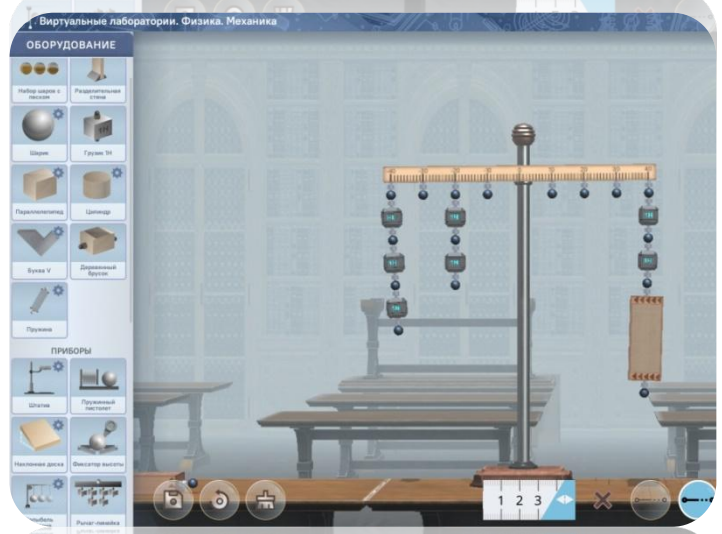 Виртуальные лаборатории. Физика. Механика
ОБОРУДОВАНИЕ
Набор шаров с песком
Разделительная стена
Шарик
Грузик 1Н
Параллелепипед
Цилиндр
Буква V
Деревянный брусок
Пружина
ПРИБОРЫ
Штатив
Пружинный пистолет
Наклонная доска
Фиксатор высоты
Рычаг-линейка
1 2 3